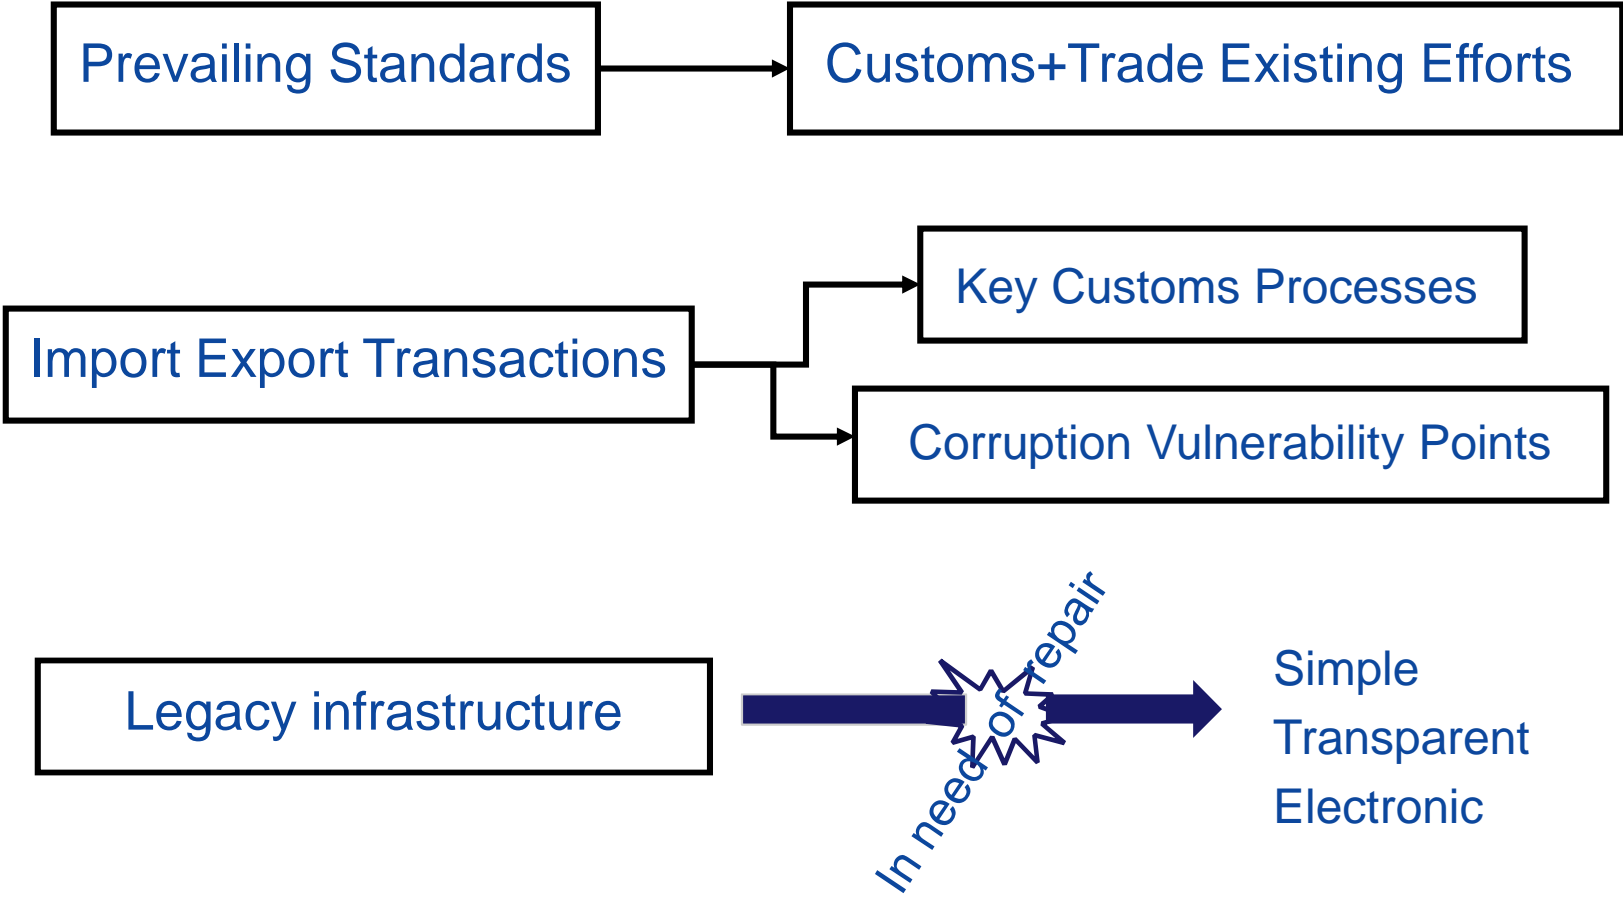 Prevailing Standards
Customs+Trade Existing Efforts
Key Customs Processes
Import Export Transactions
Corruption Vulnerability Points
Legacy infrastructure
In need of repair
Simple
Transparent
Electronic